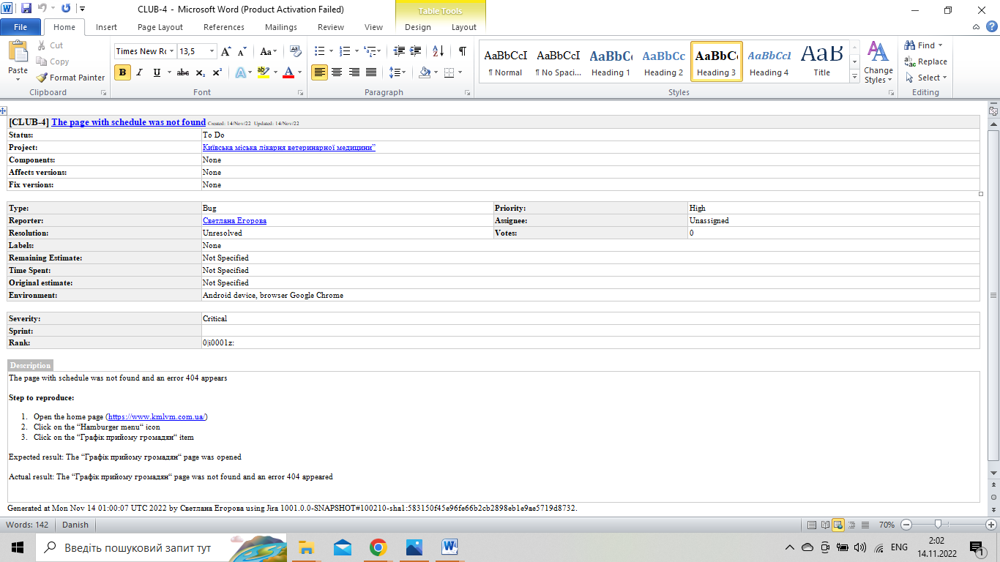 CLUB-4 - Microsoft Word (Product Activation Failed)
Table Tools
File Home Insert Page Layout References Mailings Review View Design Layout
Paste
Cut
Copy
Format Painter
Clipboard
Times New Ro 13,5
Font
Paragraph
AaBbCcI AaBbCcI AaBbCc AaBbCc AaBbC AaBbCcI AaB
¶ Normal ¶ No Spaci... Heading 1 Heading 2 Heading 3 Heading 4 Title
Change Styles
Styles
Find
Replace
Select
Editing
[CLUB-4] The page with schedule was not found Created: 14/Nov/22 Updated: 14/Nov/22
Status: To Do
Project: Київська міська лікарня ветеринарної медицини”
Components: None
Affects versions: None
Fix versions: None
Type: Bug Priority: High
Reporter: Светлана Егорова Assignee: Unassigned
Resolution: Unresolved Votes: 0
Labels: None
Remaining Estimate: Not Specified
Time Spent: Not Specified
Original estimate: Not Specified
Environment: Android device, browser Google Chrome
Severity: Critical
Sprint:
Rank: 0|i0001z:
Description
The page with schedule was not found and an error 404 appears
Step to reproduce:
1. Open the home page (https://www.kmlvm.com.ua/)
2. Click on the “Hamburger menu“ icon
3. Click on the “Графік прийому громадян“ item
Expected result: The “Графік прийому громадян“ page was opened
Actual result: The “Графік прийому громадян“ page was not found and an error 404 appeared
Generated at Mon Nov 14 01:00:07 UTC 2022 by Светлана Егорова using Jira 1001.0.0-SNAPSHOT#100210-sha1:583150f45e96fe66b2cb2898eb1e9ae5719d8732.
Words: 142 Danish 70%
Введіть пошуковий запит тут
ENG
2:02
14.11.2022
1